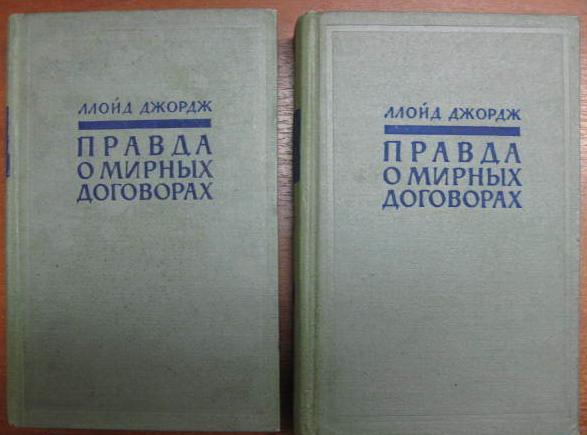 ЛЛОЙД ДЖОРДЖ
ПРАВДА
О МИРНЫХ
ДОГОВОРАХ
ЛЛОЙД ДЖОРДЖ
ПРАВДА
О МИРНЫХ
ДОГОВОРАХ